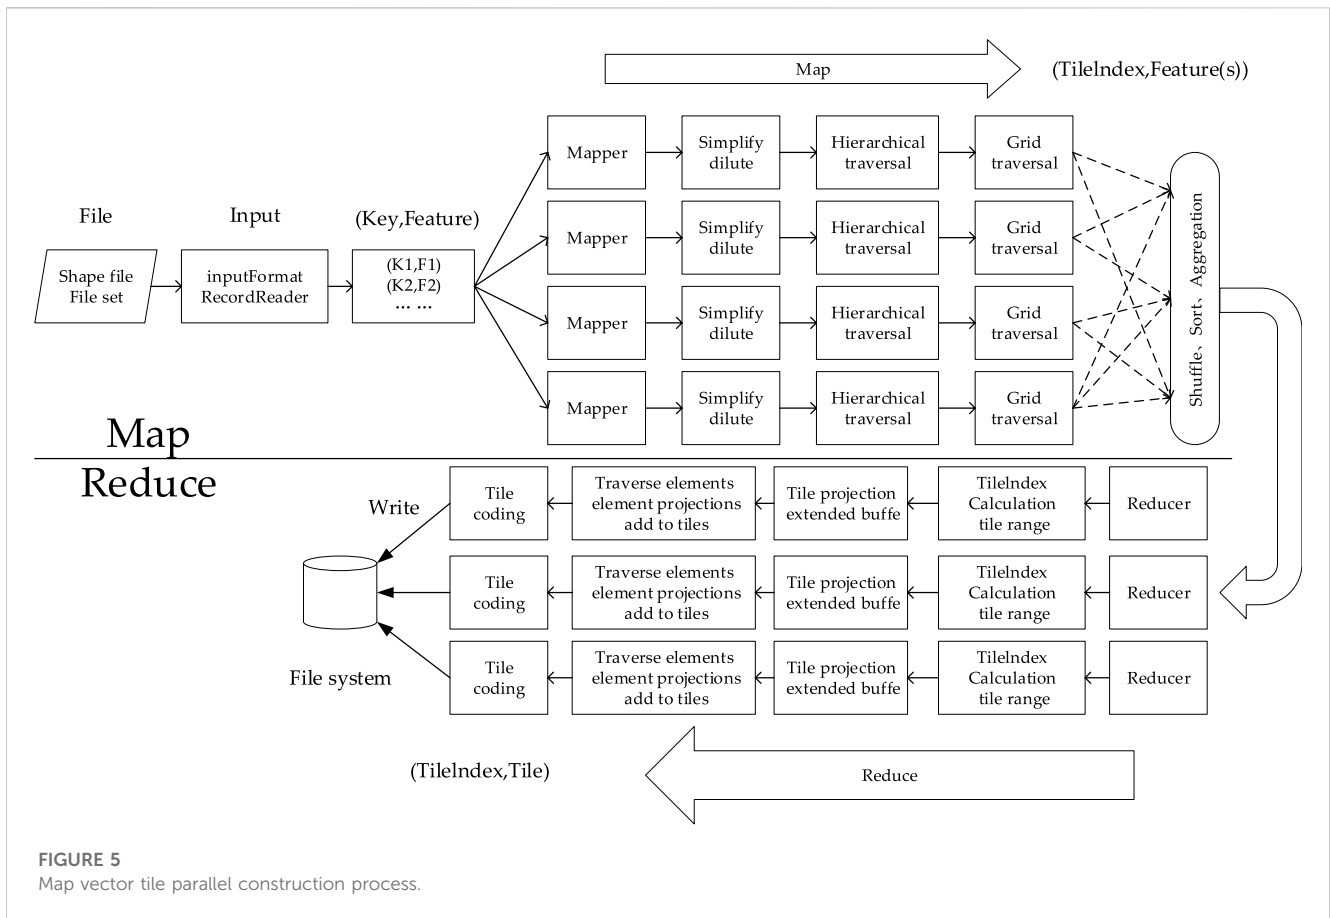 Map
(TileIndex,Feature(s))
File
Input
(Key,Feature)
Shape file
File set
inputFormat
RecordReader
(K1,F1)
(K2,F2)
... ...
Mapper
Simplify
dilute
Hierarchical
traversal
Grid
traversal
Mapper
Simplify
dilute
Hierarchical
traversal
Grid
traversal
Mapper
Simplify
dilute
Hierarchical
traversal
Grid
traversal
Mapper
Simplify
dilute
Hierarchical
traversal
Grid
traversal
Shuffle、Sort、Aggregation
Map
Reduce
Write
Tile
coding
Traverse elements
element projections
add to tiles
Tile projection
extended buffe
TileIndex
Calculation
tile range
Reducer
Tile
coding
Traverse elements
element projections
add to tiles
Tile projection
extended buffe
TileIndex
Calculation
tile range
Reducer
Tile
coding
Traverse elements
element projections
add to tiles
Tile projection
extended buffe
TileIndex
Calculation
tile range
Reducer
File system
(TileIndex,Tile)
Reduce
FIGURE 5
Map vector tile parallel construction process.